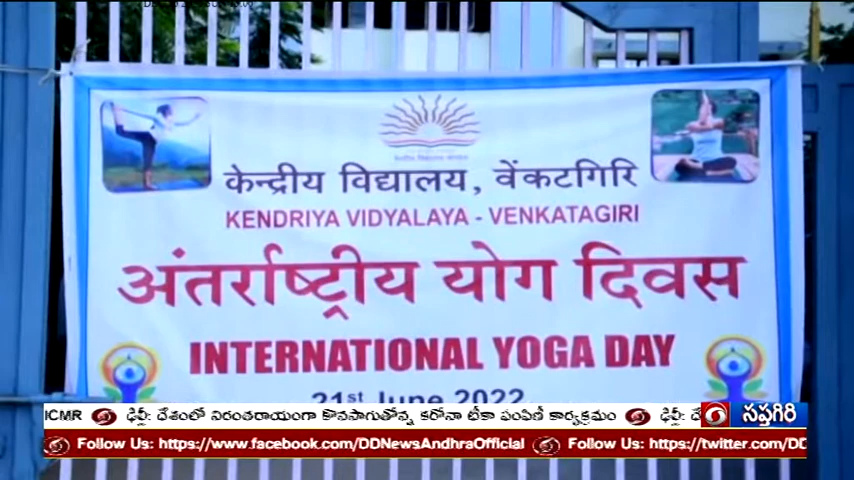 केन्द्रीय विद्यालय, वेंकटगिरि
KENDRIYA VIDYALAYA - VENKATAGIRI
अंतर्राष्ट्रीय योग दिवस
INTERNATIONAL YOGA DAY
21st June 2022
ICMR ఢిల్లీ: దేశంలో నిరంతరాయంగా కొనసాగుతోన్న కరోనా టీకా పంపిణీ కార్యక్రమం ఢిల్లీ: దే
సప్తగిరి
Follow Us: https://www.facebook.com/DDNewsAndhraOfficial Follow Us: https://twitter.com/DD